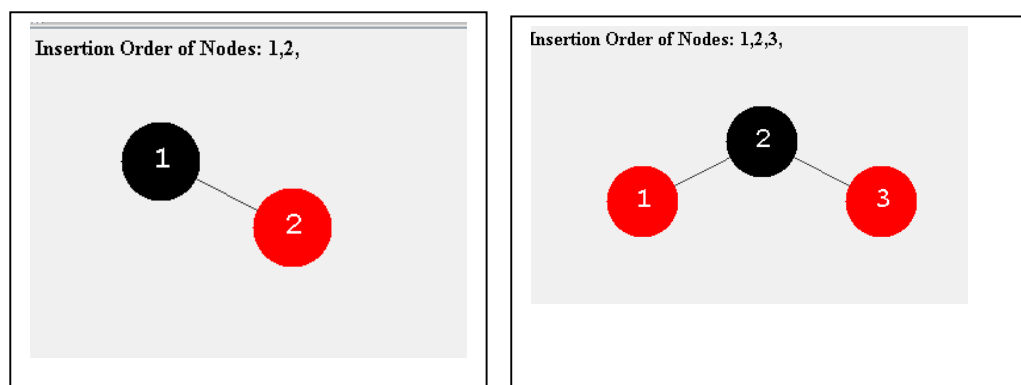 Insertion Order of Nodes: 1,2,
1
2
Insertion Order of Nodes: 1,2,3,
2
1
3